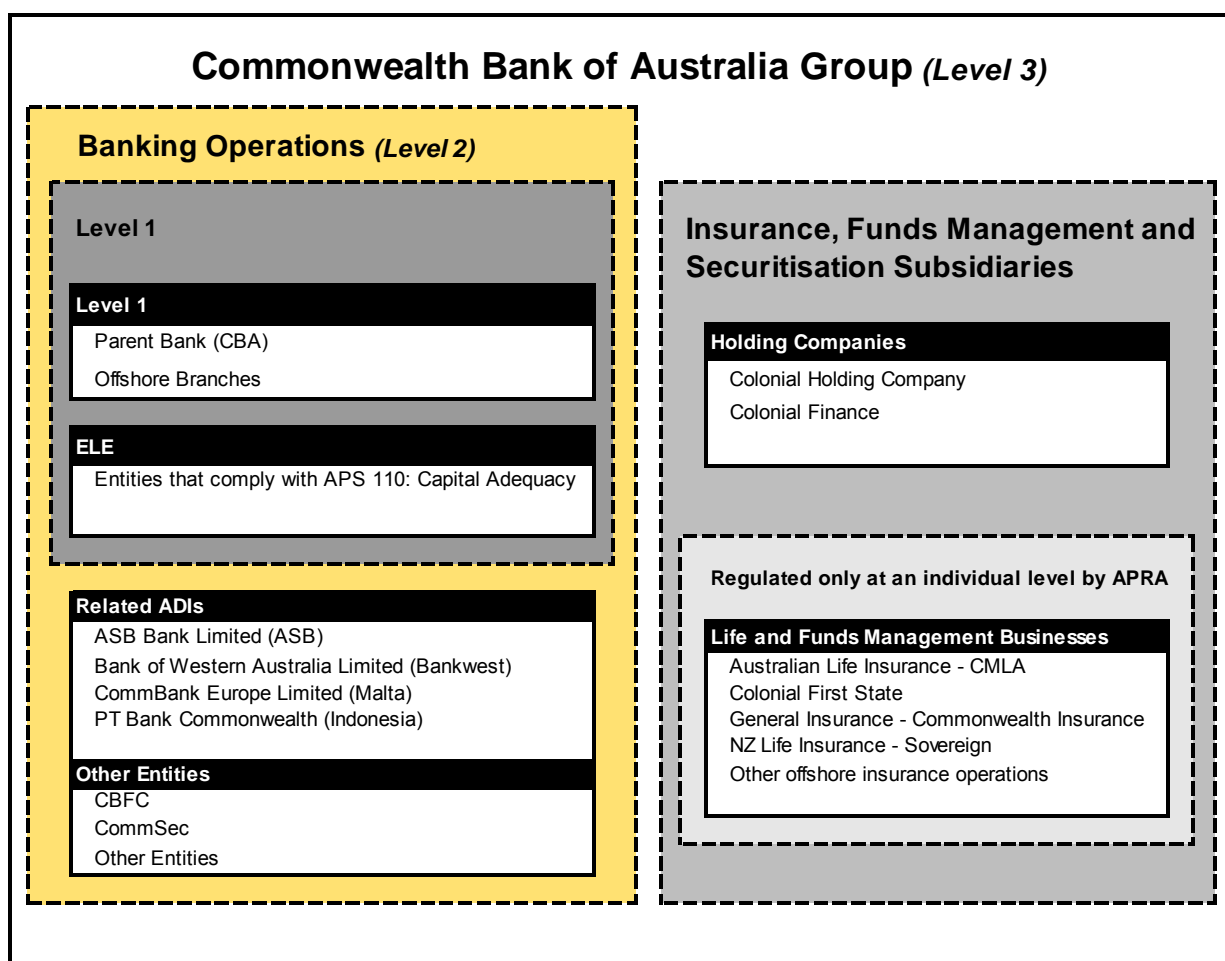 Commonwealth Bank of Australia Group (Level 3)
Banking Operations (Level 2)
Level 1
Level 1
Parent Bank (CBA)
Offshore Branches
ELE
Entities that comply with APS 110: Capital Adequacy
Related ADIs
ASB Bank Limited (ASB)
Bank of Western Australia Limited (Bankwest)
CommBank Europe Limited (Malta)
PT Bank Commonwealth (Indonesia)
Other Entities
CBFC
CommSec
Other Entities
Insurance, Funds Management and
Securitisation Subsidiaries
Holding Companies
Colonial Holding Company
Colonial Finance
Regulated only at an individual level by APRA
Life and Funds Management Businesses
Australian Life Insurance - CMLA
Colonial First State
General Insurance - Commonwealth Insurance
NZ Life Insurance - Sovereign
Other offshore insurance operations